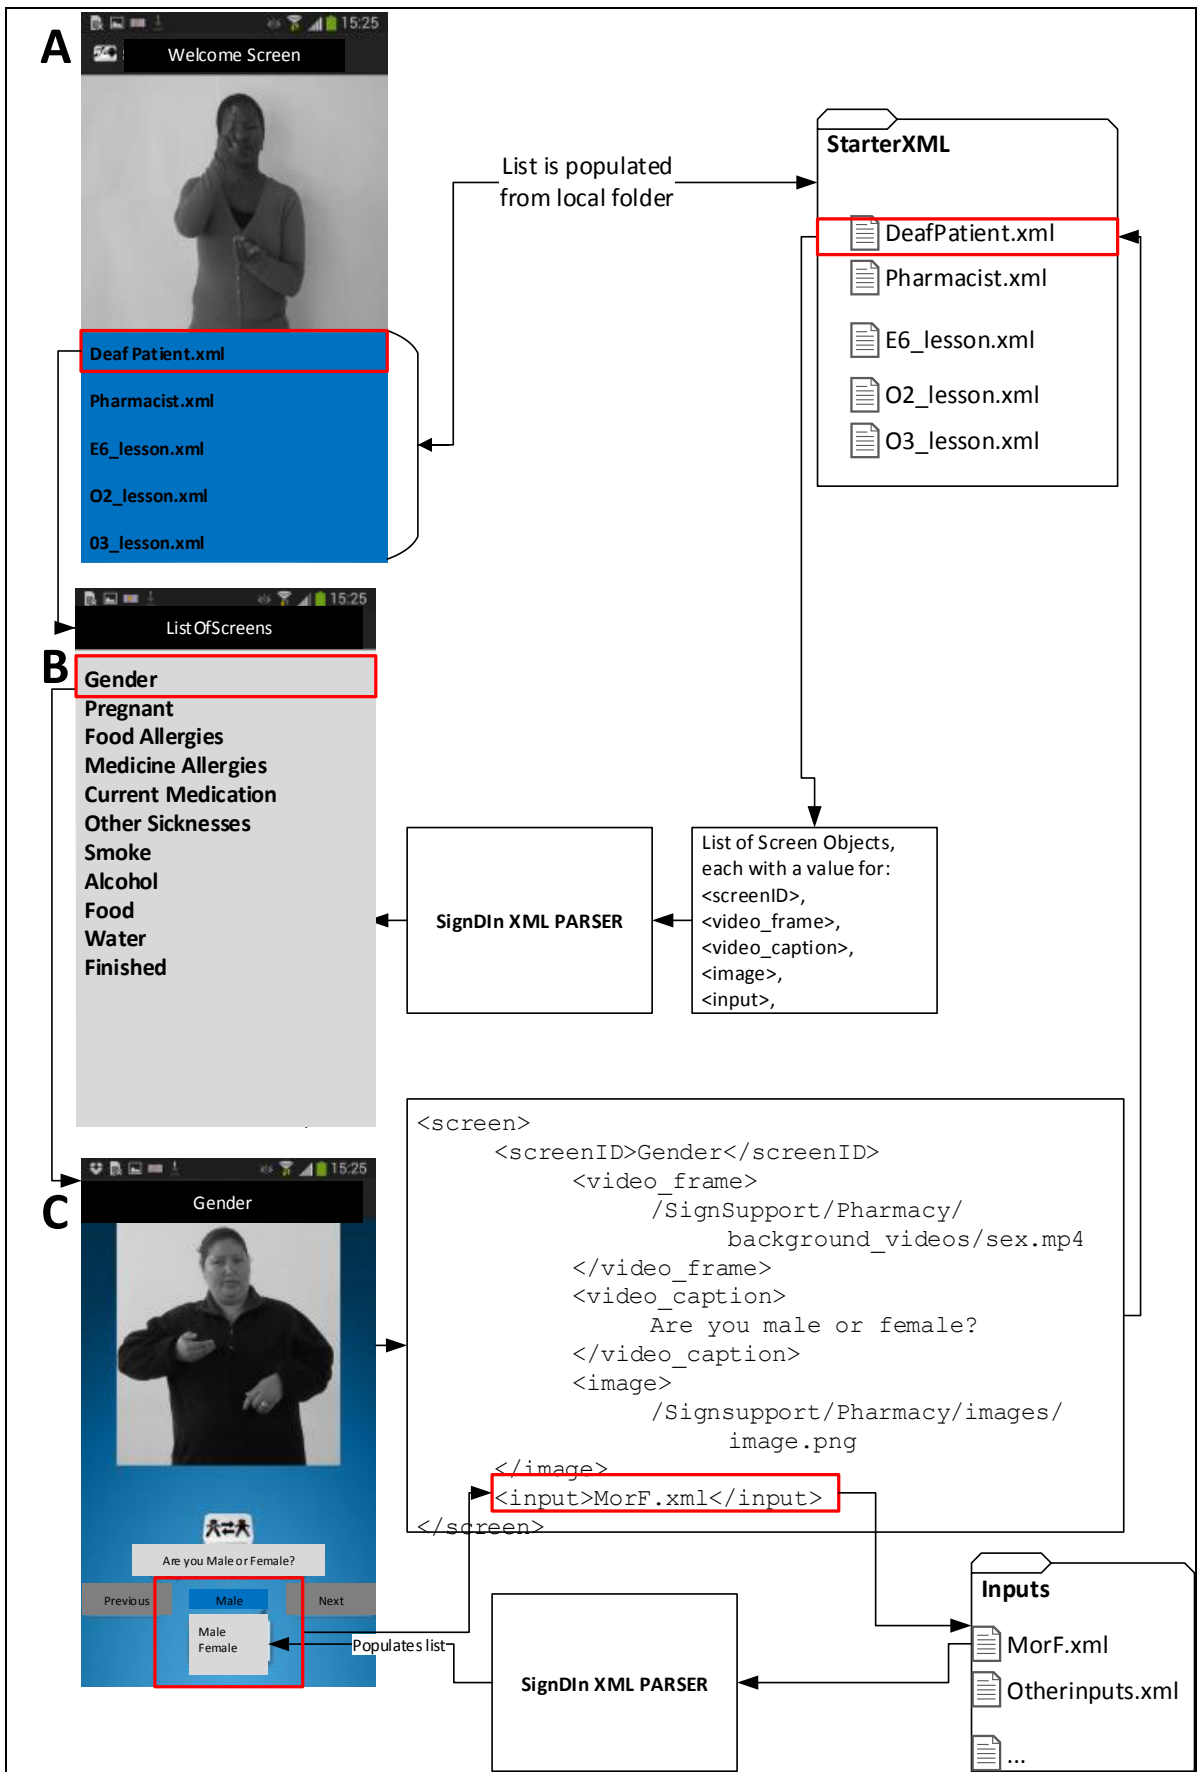 A
15:25
Welcome Screen
Deaf Patient.xml
Pharmacist.xml
E6_lesson.xml
O2_lesson.xml
03_lesson.xml
List is populated
from local folder
StarterXML
DeafPatient.xml
Pharmacist.xml
E6_lesson.xml
O2_lesson.xml
O3_lesson.xml
15:25
ListOfScreens
B
Gender
Pregnant
Food Allergies
Medicine Allergies
Current Medication
Other Sicknesses
Smoke
Alcohol
Food
Water
Finished
SignDIn XML PARSER
List of Screen Objects,
each with a value for:
<screenID>,
<video_frame>,
<video_caption>,
<image>,
<input>,
15:25
C
Gender
Are you Male or Female?
Previous
Male
Next
Male
Female
<screen>
<screenID>Gender</screenID>
<video_frame>
/SignSupport/Pharmacy/
background_videos/sex.mp4
</video_frame>
<video_caption>
Are you male or female?
</video_caption>
<image>
/Signsupport/Pharmacy/images/
image.png
</image>
<input>MorF.xml</input>
</screen>
Populates list
SignDIn XML PARSER
Inputs
MorF.xml
Otherinputs.xml
...